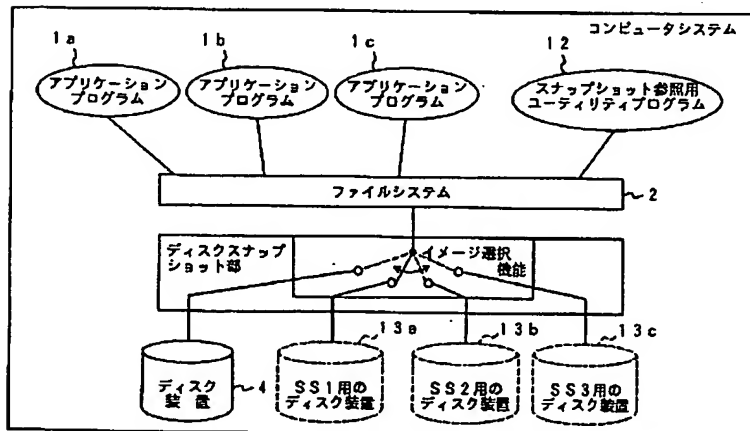 コンピュータシステム
1a
1b
1c
12
アプリケーション
プログラム
アプリケーション
プログラム
アプリケーション
プログラム
スナップショット参照用
ユーティリティプログラム
ファイルシステム
2
ディスクスナップ
ショット部
イメージ選択
機能
13a
13b
13c
ディスク
装置
4
SS1用の
ディスク装置
SS2用の
ディスク装置
SS3用の
ディスク装置